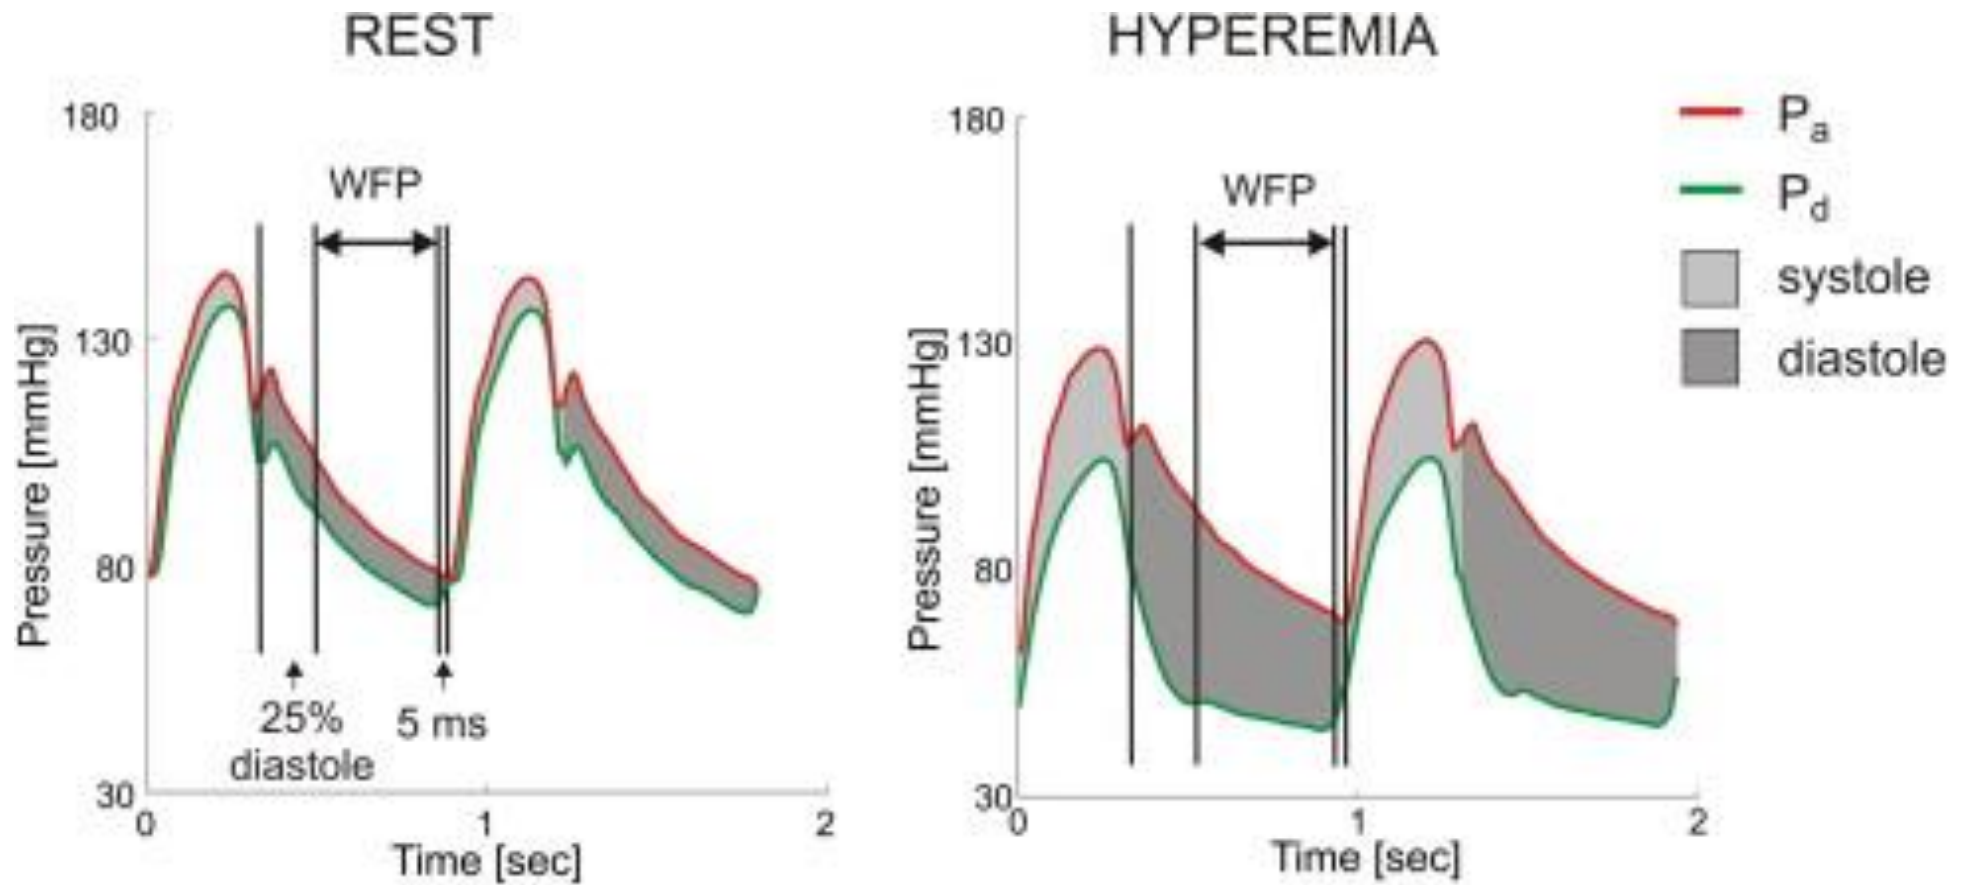 REST
180
130
80
30
Pressure [mmHg]
WFP
25%
diastole
5 ms
0
1
2
Time [sec]
HYPEREMIA
180
130
80
30
Pressure [mmHg]
WFP
0
1
2
Time [sec]
Pa
Pd
systole
diastole